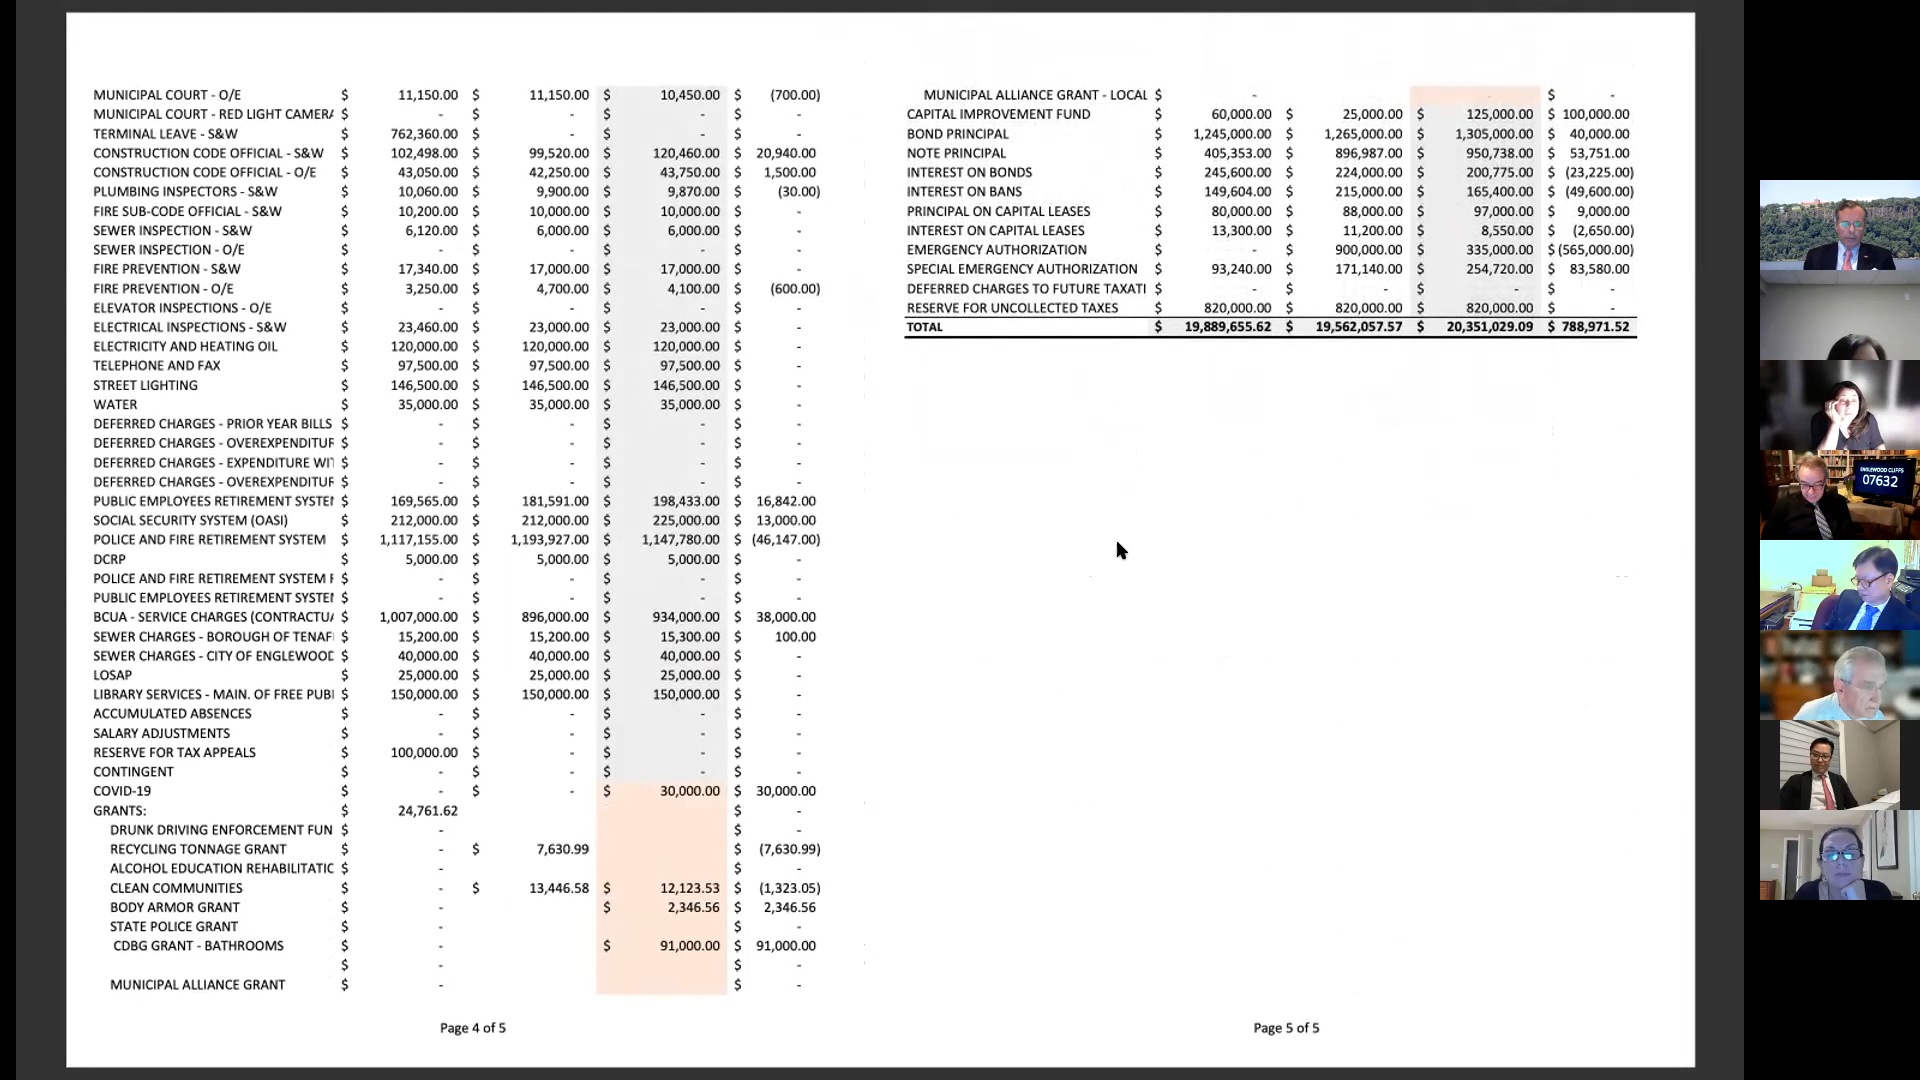 MUNICIPAL COURT - O/E $ 11,150.00 $ 11,150.00 $ 10,450.00 $ (700.00)
MUNICIPAL COURT - RED LIGHT CAMERA $ - $ - $ - $ -
TERMINAL LEAVE - S&W $ 762,360.00 $ - $ - $ -
CONSTRUCTION CODE OFFICIAL - S&W $ 102,498.00 $ 99,520.00 $ 120,460.00 $ 20,940.00
CONSTRUCTION CODE OFFICIAL - O/E $ 43,050.00 $ 42,250.00 $ 43,750.00 $ 1,500.00
PLUMBING INSPECTORS - S&W $ 10,060.00 $ 9,900.00 $ 9,870.00 $ (30.00)
FIRE SUB-CODE OFFICIAL - S&W $ 10,200.00 $ 10,000.00 $ 10,000.00 $ -
SEWER INSPECTION - S&W $ 6,120.00 $ 6,000.00 $ 6,000.00 $ -
SEWER INSPECTION - O/E $ - $ - $ - $ -
FIRE PREVENTION - S&W $ 17,340.00 $ 17,000.00 $ 17,000.00 $ -
FIRE PREVENTION - O/E $ 3,250.00 $ 4,700.00 $ 4,100.00 $ (600.00)
ELEVATOR INSPECTIONS - O/E $ - $ - $ - $ -
ELECTRICAL INSPECTIONS - S&W $ 23,460.00 $ 23,000.00 $ 23,000.00 $ -
ELECTRICITY AND HEATING OIL $ 120,000.00 $ 120,000.00 $ 120,000.00 $ -
TELEPHONE AND FAX $ 97,500.00 $ 97,500.00 $ 97,500.00 $ -
STREET LIGHTING $ 146,500.00 $ 146,500.00 $ 146,500.00 $ -
WATER $ 35,000.00 $ 35,000.00 $ 35,000.00 $ -
DEFERRED CHARGES - PRIOR YEAR BILLS $ - $ - $ - $ -
DEFERRED CHARGES - OVEREXPENDITUR $ - $ - $ - $ -
DEFERRED CHARGES - EXPENDITURE WIT $ - $ - $ - $ -
DEFERRED CHARGES - OVEREXPENDITUR $ - $ - $ - $ -
PUBLIC EMPLOYEES RETIREMENT SYSTEM $ 169,565.00 $ 181,591.00 $ 198,433.00 $ 16,842.00
SOCIAL SECURITY SYSTEM (OASI) $ 212,000.00 $ 212,000.00 $ 225,000.00 $ 13,000.00
POLICE AND FIRE RETIREMENT SYSTEM $ 1,117,155.00 $ 1,193,927.00 $ 1,147,780.00 $ (46,147.00)
DCRP $ 5,000.00 $ 5,000.00 $ 5,000.00 $ -
POLICE AND FIRE RETIREMENT SYSTEM F $ - $ - $ - $ -
PUBLIC EMPLOYEES RETIREMENT SYSTEM $ - $ - $ - $ -
BCUA - SERVICE CHARGES (CONTRACTUA $ 1,007,000.00 $ 896,000.00 $ 934,000.00 $ 38,000.00
SEWER CHARGES - BOROUGH OF TENAF $ 15,200.00 $ 15,200.00 $ 15,300.00 $ 100.00
SEWER CHARGES - CITY OF ENGLEWOOD $ 40,000.00 $ 40,000.00 $ 40,000.00 $ -
LOSAP $ 25,000.00 $ 25,000.00 $ 25,000.00 $ -
LIBRARY SERVICES - MAIN. OF FREE PUBI $ 150,000.00 $ 150,000.00 $ 150,000.00 $ -
ACCUMULATED ABSENCES $ - $ - $ - $ -
SALARY ADJUSTMENTS $ - $ - $ - $ -
RESERVE FOR TAX APPEALS $ 100,000.00 $ - $ - $ -
CONTINGENT $ - $ - $ - $ -
COVID-19 $ - $ - $ 30,000.00 $ 30,000.00
GRANTS: $ 24,761.62 $ -
DRUNK DRIVING ENFORCEMENT FUN $ - $ -
RECYCLING TONNAGE GRANT $ - $ 7,630.99 $ (7,630.99)
ALCOHOL EDUCATION REHABILITATIC $ - $ -
CLEAN COMMUNITIES $ - $ 13,446.58 $ 12,123.53 $ (1,323.05)
BODY ARMOR GRANT $ - $ 2,346.56 $ 2,346.56
STATE POLICE GRANT $ - $ -
CDBG GRANT - BATHROOMS $ - $ 91,000.00 $ 91,000.00
$ - $ -
MUNICIPAL ALLIANCE GRANT $ - $ -
Page 4 of 5
MUNICIPAL ALLIANCE GRANT - LOCAL $ - - $ -
CAPITAL IMPROVEMENT FUND $ 60,000.00 $ 25,000.00 $ 125,000.00 $ 100,000.00
BOND PRINCIPAL $ 1,245,000.00 $ 1,265,000.00 $ 1,305,000.00 $ 40,000.00
NOTE PRINCIPAL $ 405,353.00 $ 896,987.00 $ 950,738.00 $ 53,751.00
INTEREST ON BONDS $ 245,600.00 $ 224,000.00 $ 200,775.00 $ (23,225.00)
INTEREST ON BANS $ 149,604.00 $ 215,000.00 $ 165,400.00 $ (49,600.00)
PRINCIPAL ON CAPITAL LEASES $ 80,000.00 $ 88,000.00 $ 97,000.00 $ 9,000.00
INTEREST ON CAPITAL LEASES $ 13,300.00 $ 11,200.00 $ 8,550.00 $ (2,650.00)
EMERGENCY AUTHORIZATION $ - $ 900,000.00 $ 335,000.00 $ (565,000.00)
SPECIAL EMERGENCY AUTHORIZATION $ 93,240.00 $ 171,140.00 $ 254,720.00 $ 83,580.00
DEFERRED CHARGES TO FUTURE TAXATI $ - $ - $ - $ -
RESERVE FOR UNCOLLECTED TAXES $ 820,000.00 $ 820,000.00 $ 820,000.00 $ -
TOTAL $ 19,889,655.62 $ 19,562,057.57 $ 20,351,029.09 $ 788,971.52
Page 5 of 5
ENGLEWOOD CLIFFS
07632